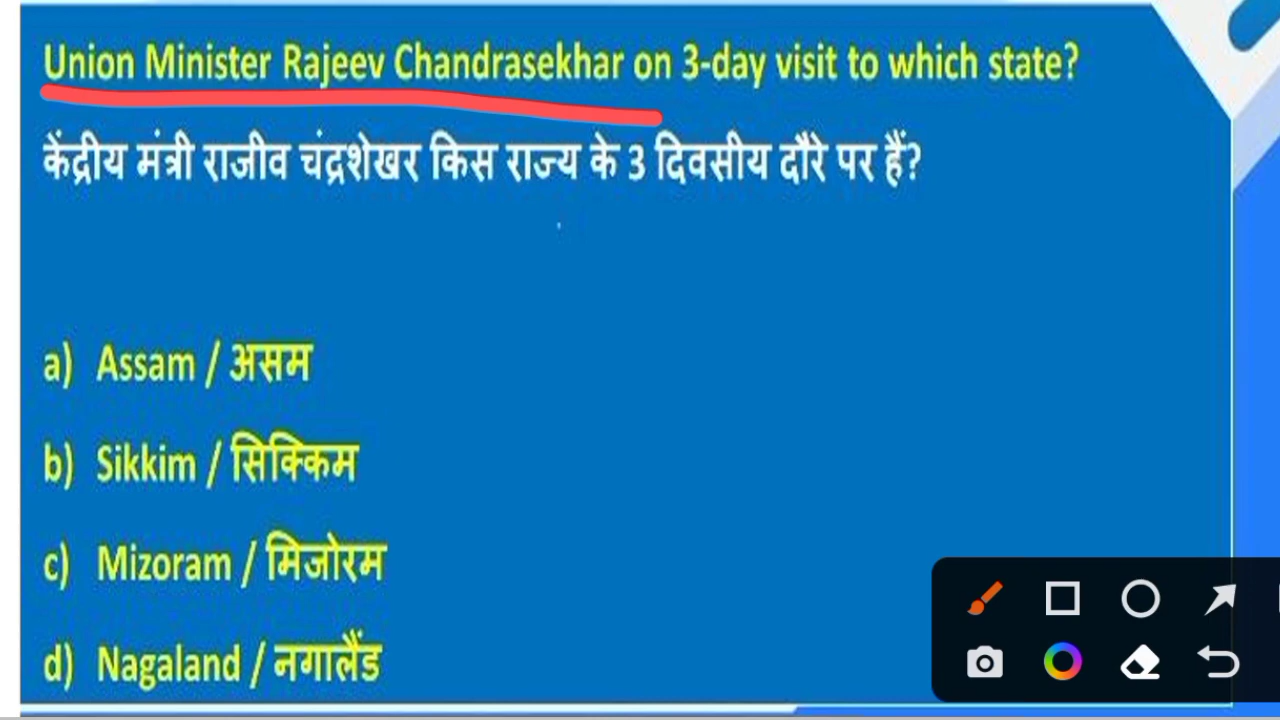 Union Minister Rajeev Chandrasekhar on 3-day visit to which state?
केंद्रीय मंत्री राजीव चंद्रशेखर किस राज्य के 3 दिवसीय दौरे पर हैं?
a) Assam / असम
b) Sikkim / सिक्किम
c) Mizoram / मिजोरम
d) Nagaland / नगालैंड